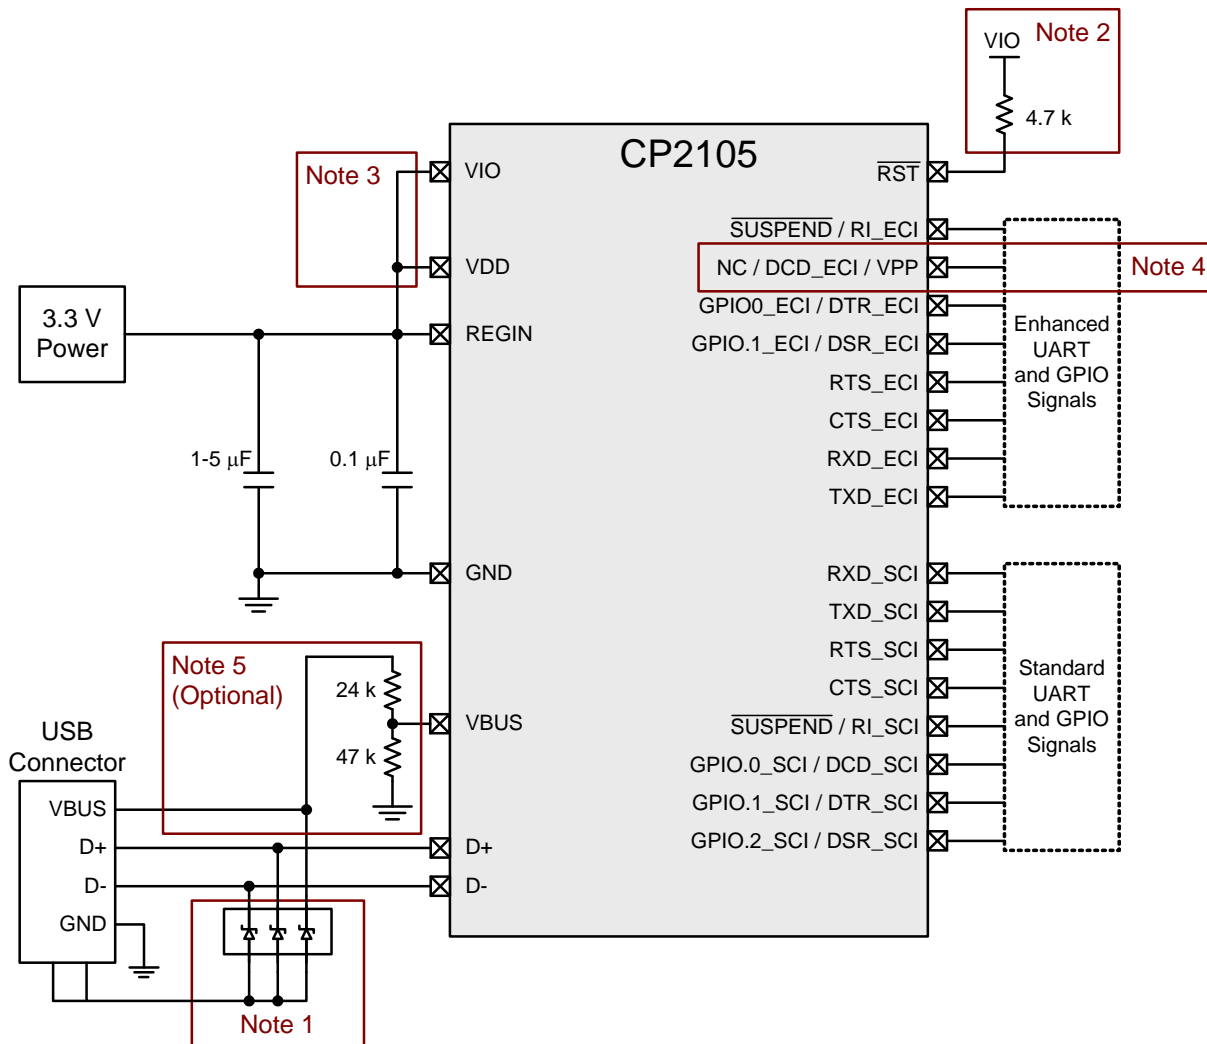 Note 2
VIO
4.7 k
CP2105
Note 3
VIO
RST
SUSPEND / RI_ECI
VDD
NC / DCD_ECI / VPP
Note 4
3.3 V
Power
REGIN
GPIO0_ECI / DTR_ECI
GPIO.1_ECI / DSR_ECI
RTS_ECI
CTS_ECI
RXD_ECI
TXD_ECI
Enhanced
UART
and GPIO
Signals
1-5 μF
0.1 μF
GND
RXD_SCI
TXD_SCI
RTS_SCI
CTS_SCI
SUSPEND / RI_SCI
GPIO.0_SCI / DCD_SCI
GPIO.1_SCI / DTR_SCI
GPIO.2_SCI / DSR_SCI
Standard
UART
and GPIO
Signals
Note 5
(Optional)
24 k
47 k
VBUS
USB
Connector
VBUS
D+
D-
GND
D+
D-
Note 1